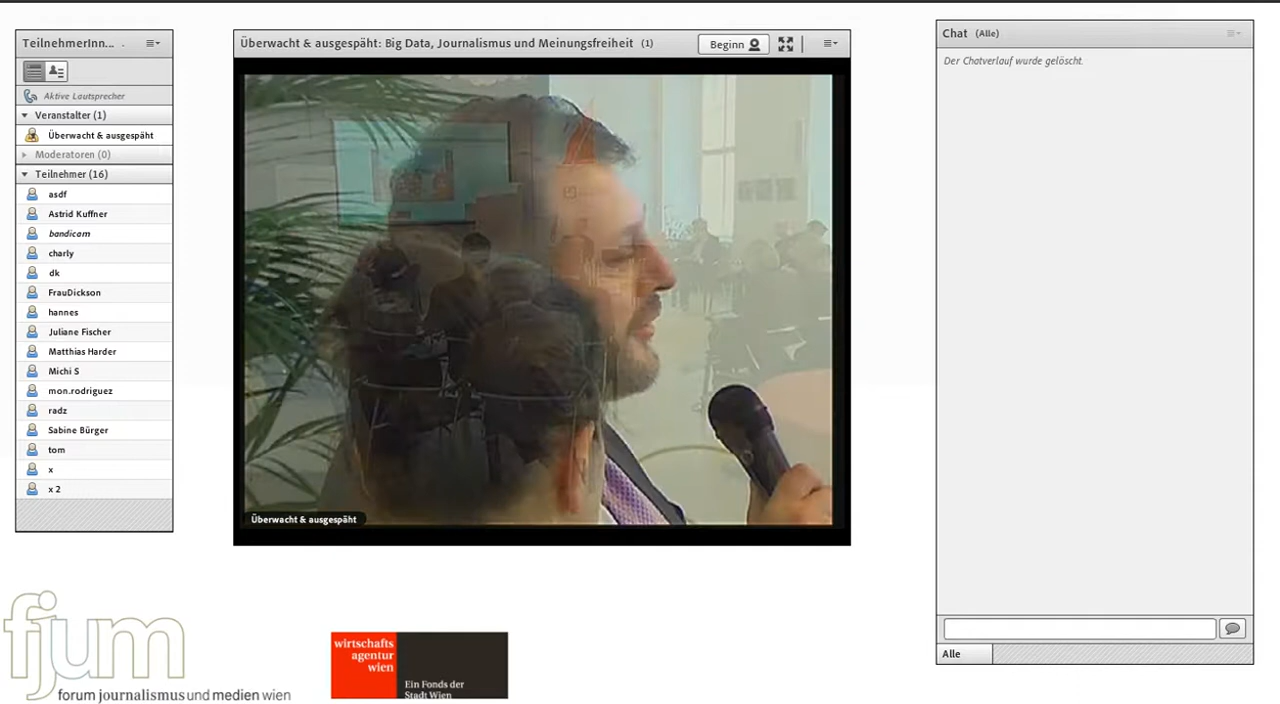 TeilnehmerInn... .
Aktive Lautsprecher
Veranstalter (1)
Überwacht & ausgespäht
Moderatoren (0)
Teilnehmer (16)
asdf
Astrid Kuffner
bandicam
charly
dk
FrauDickson
hannes
Juliane Fischer
Matthias Harder
Michi S
mon.rodriguez
radz
Sabine Bürger
tom
x
x 2
Überwacht & ausgespäht: Big Data, Journalismus und Meinungsfreiheit (1)
Beginn
Überwacht & ausgespäht
Chat (Alle)
Der Chatverlauf wurde gelöscht.
Alle
fjum
forum journalismus und medien wien
wirtschafts
agentur
wien
Ein Fonds der
Stadt Wien